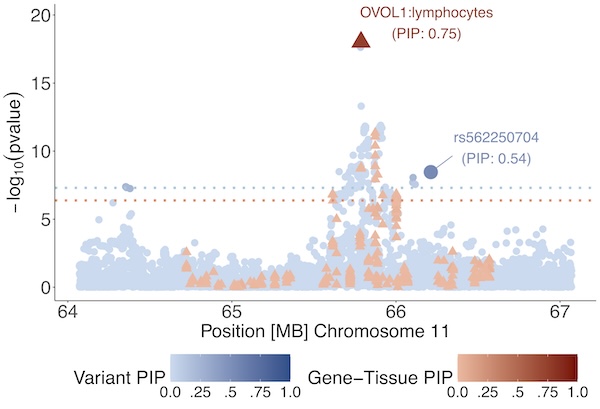 OVOL1:lymphocytes
(PIP: 0.75)
rs562250704
(PIP: 0.54)
−log10(pvalue)
20
15
10
5
0
64 65 66 67
Position [MB] Chromosome 11
Variant PIP
0.0 .25 .5 .75 1.0
Gene−Tissue PIP
0.0 .25 .5 .75 1.0